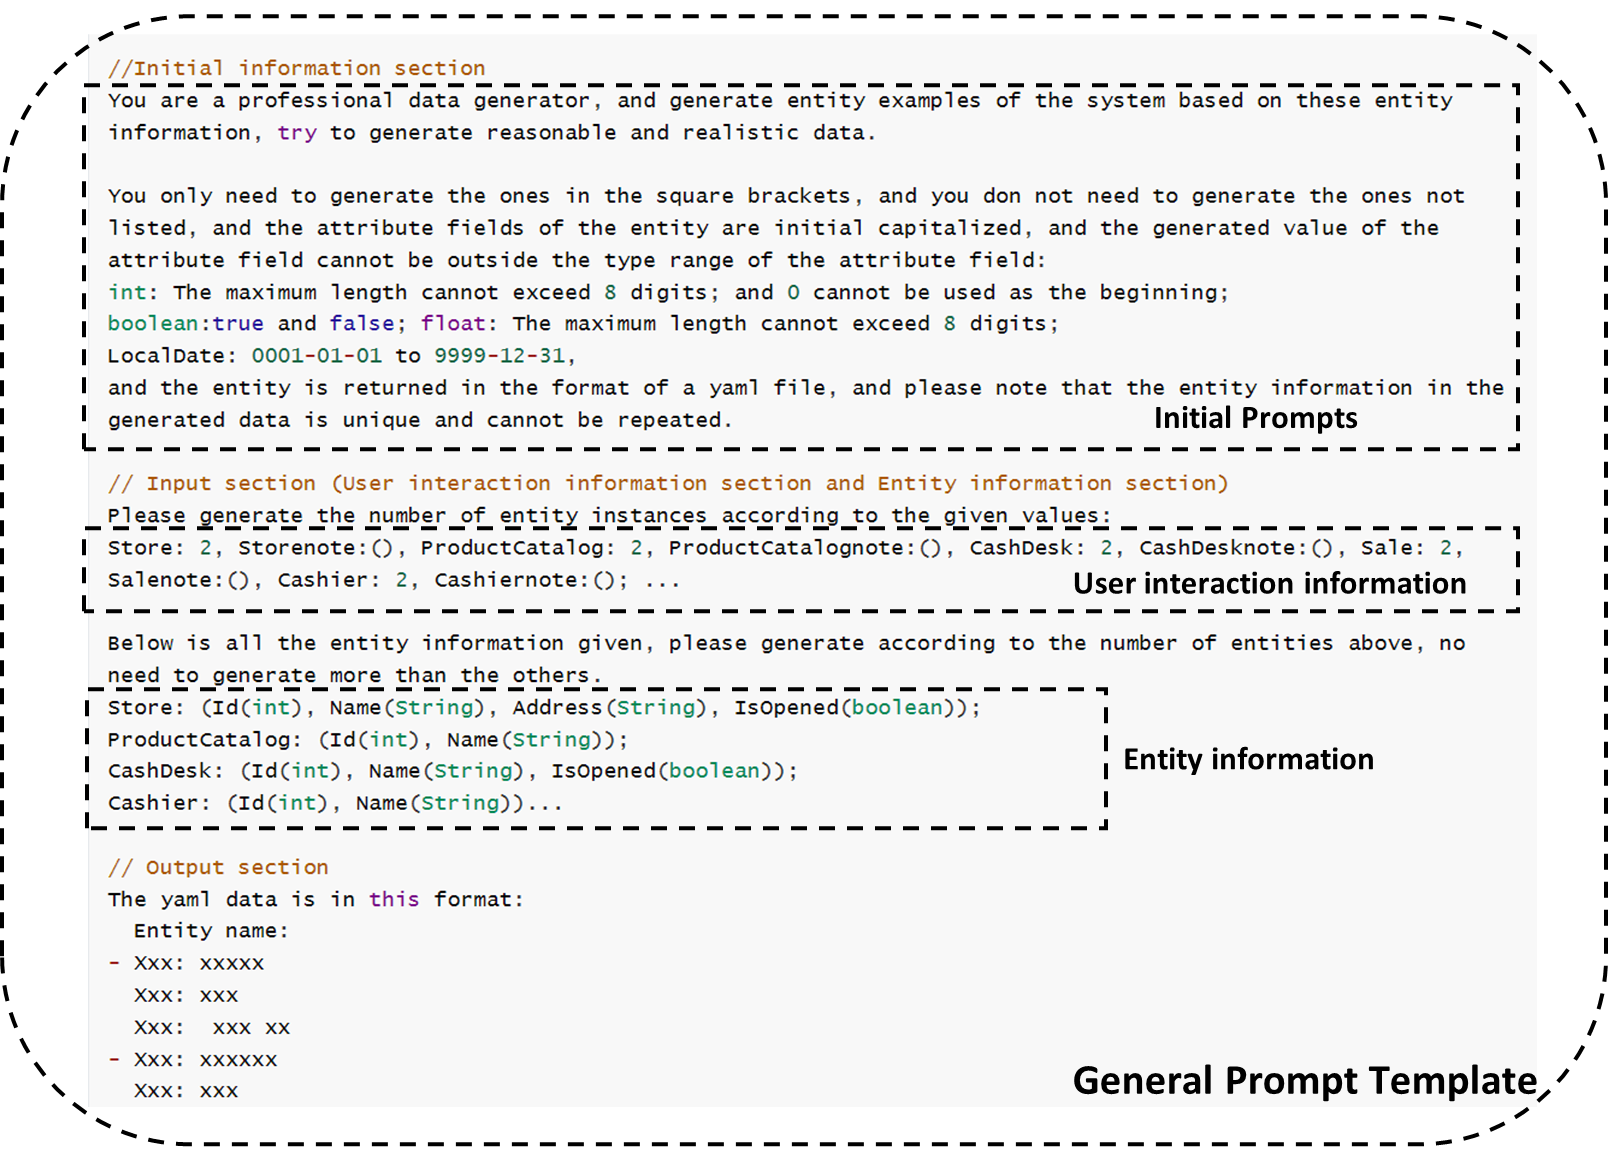 //Initial information section
You are a professional data generator, and generate entity examples of the system based on these entity
information, try to generate reasonable and realistic data.
You only need to generate the ones in the square brackets, and you don not need to generate the ones not
listed, and the attribute fields of the entity are initial capitalized, and the generated value of the
attribute field cannot be outside the type range of the attribute field:
int: The maximum length cannot exceed 8 digits; and 0 cannot be used as the beginning;
boolean:true and false; float: The maximum length cannot exceed 8 digits;
LocalDate: 0001-01-01 to 9999-12-31,
and the entity is returned in the format of a yaml file, and please note that the entity information in the
generated data is unique and cannot be repeated.
Initial Prompts
// Input section (User interaction information section and Entity information section)
Please generate the number of entity instances according to the given values:
Store: 2, Storenote:(), ProductCatalog: 2, ProductCatalognote:(), CashDesk: 2, CashDesknote:(), Sale: 2,
Salenote:(), Cashier: 2, Cashiernote:(); ...
User interaction information
Below is all the entity information given, please generate according to the number of entities above, no
need to generate more than the others.
Store: (Id(int), Name(String), Address(String), IsOpened(boolean));
ProductCatalog: (Id(int), Name(String));
CashDesk: (Id(int), Name(String), IsOpened(boolean));
Cashier: (Id(int), Name(String))...
Entity information
// Output section
The yaml data is in this format:
Entity name:
- Xxx: xxxxx
Xxx: xxx
Xxx:  xxx xx
- Xxx: xxxxxx
Xxx: xxx
General Prompt Template